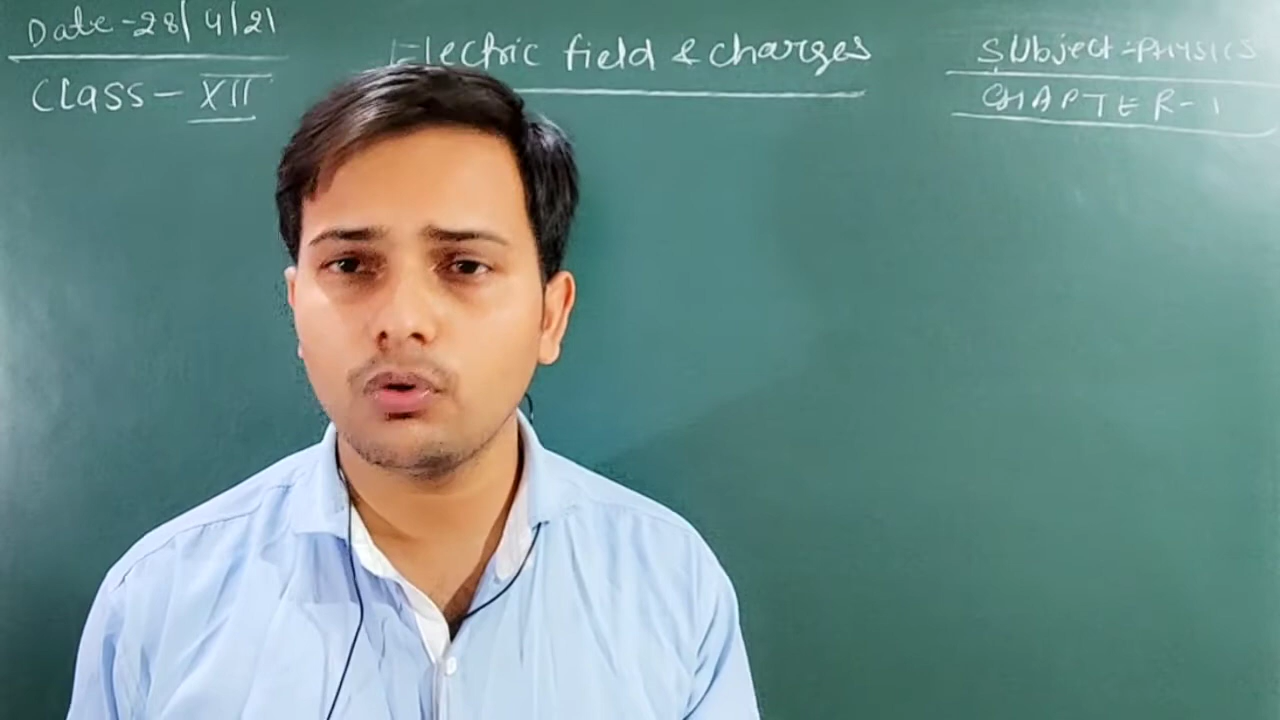 Date-28/4/21
Class-XII
Electric field & charges
Subject:-PHYSICS
CHAPTER-1